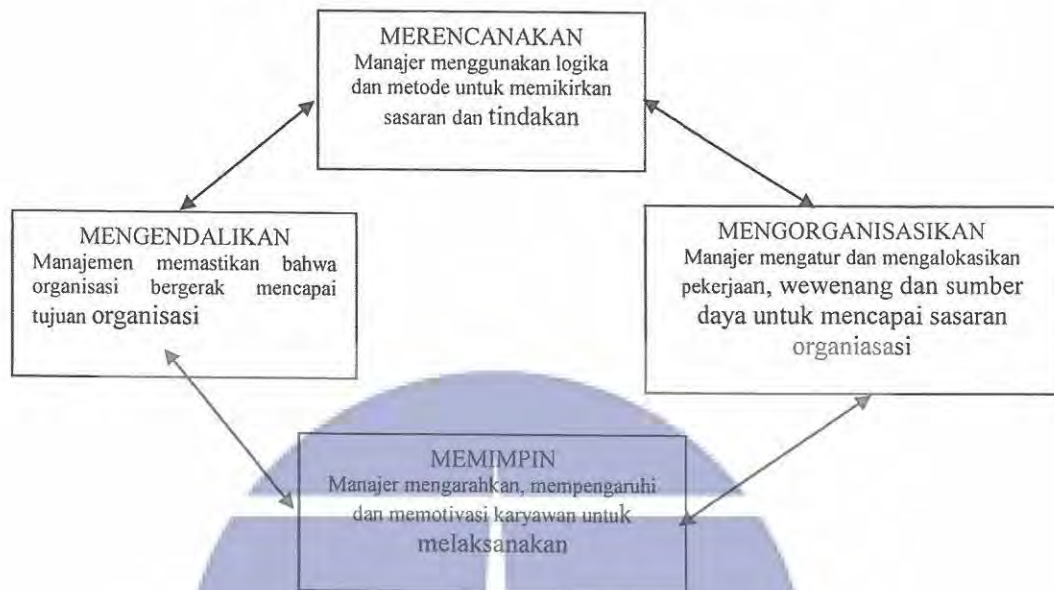 MERENCANAKAN
Manajer menggunakan logika
dan metode untuk memikirkan
sasaran dan tindakan
MENGENDALIKAN
Manajemen memastikan bahwa
organisasi bergerak mencapai
tujuan organisasi
MENGORGANISASIKAN
Manajer mengatur dan mengalokasikan
pekerjaan, wewenang dan sumber
daya untuk mencapai sasaran
organiasasi
MEMIMPIN
Manajer mengarahkan, mempengaruhi
dan memotivasi karyawan untuk
melaksanakan